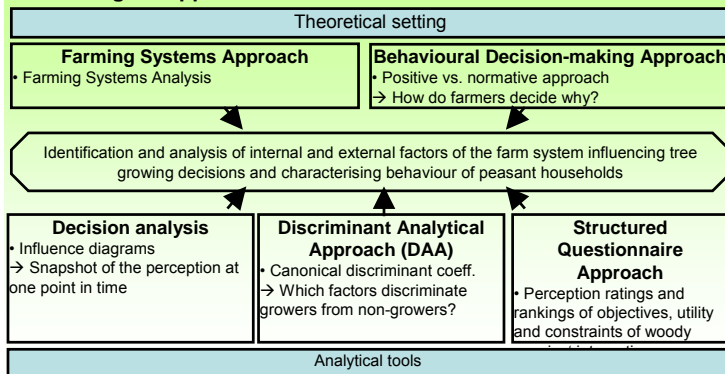 Theoretical setting
Farming Systems Approach
• Farming Systems Analysis
Behavioural Decision-making Approach
• Positive vs. normative approach
→ How do farmers decide why?
Identification and analysis of internal and external factors of the farm system influencing tree
growing decisions and characterising behaviour of peasant households
Decision analysis
• Influence diagrams
→ Snapshot of the perception at
one point in time
Discriminant Analytical
Approach (DAA)
• Canonical discriminant coeff.
→ Which factors discriminate
growers from non-growers?
Structured
Questionnaire
Approach
• Perception ratings and
rankings of objectives, utility
and constraints of woody
Analytical tools